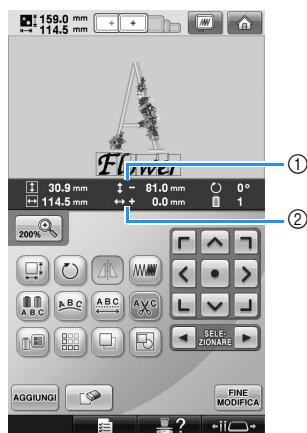 159.0 mm
114.5 mm
Flower
①
30.9 mm − 81.0 mm 0°
114.5 mm + 0.0 mm 1
②
200%
A B C A B C A B C A C
SELE-
ZIONARE
AGGIUNGI
FINE
MODIFICA
?